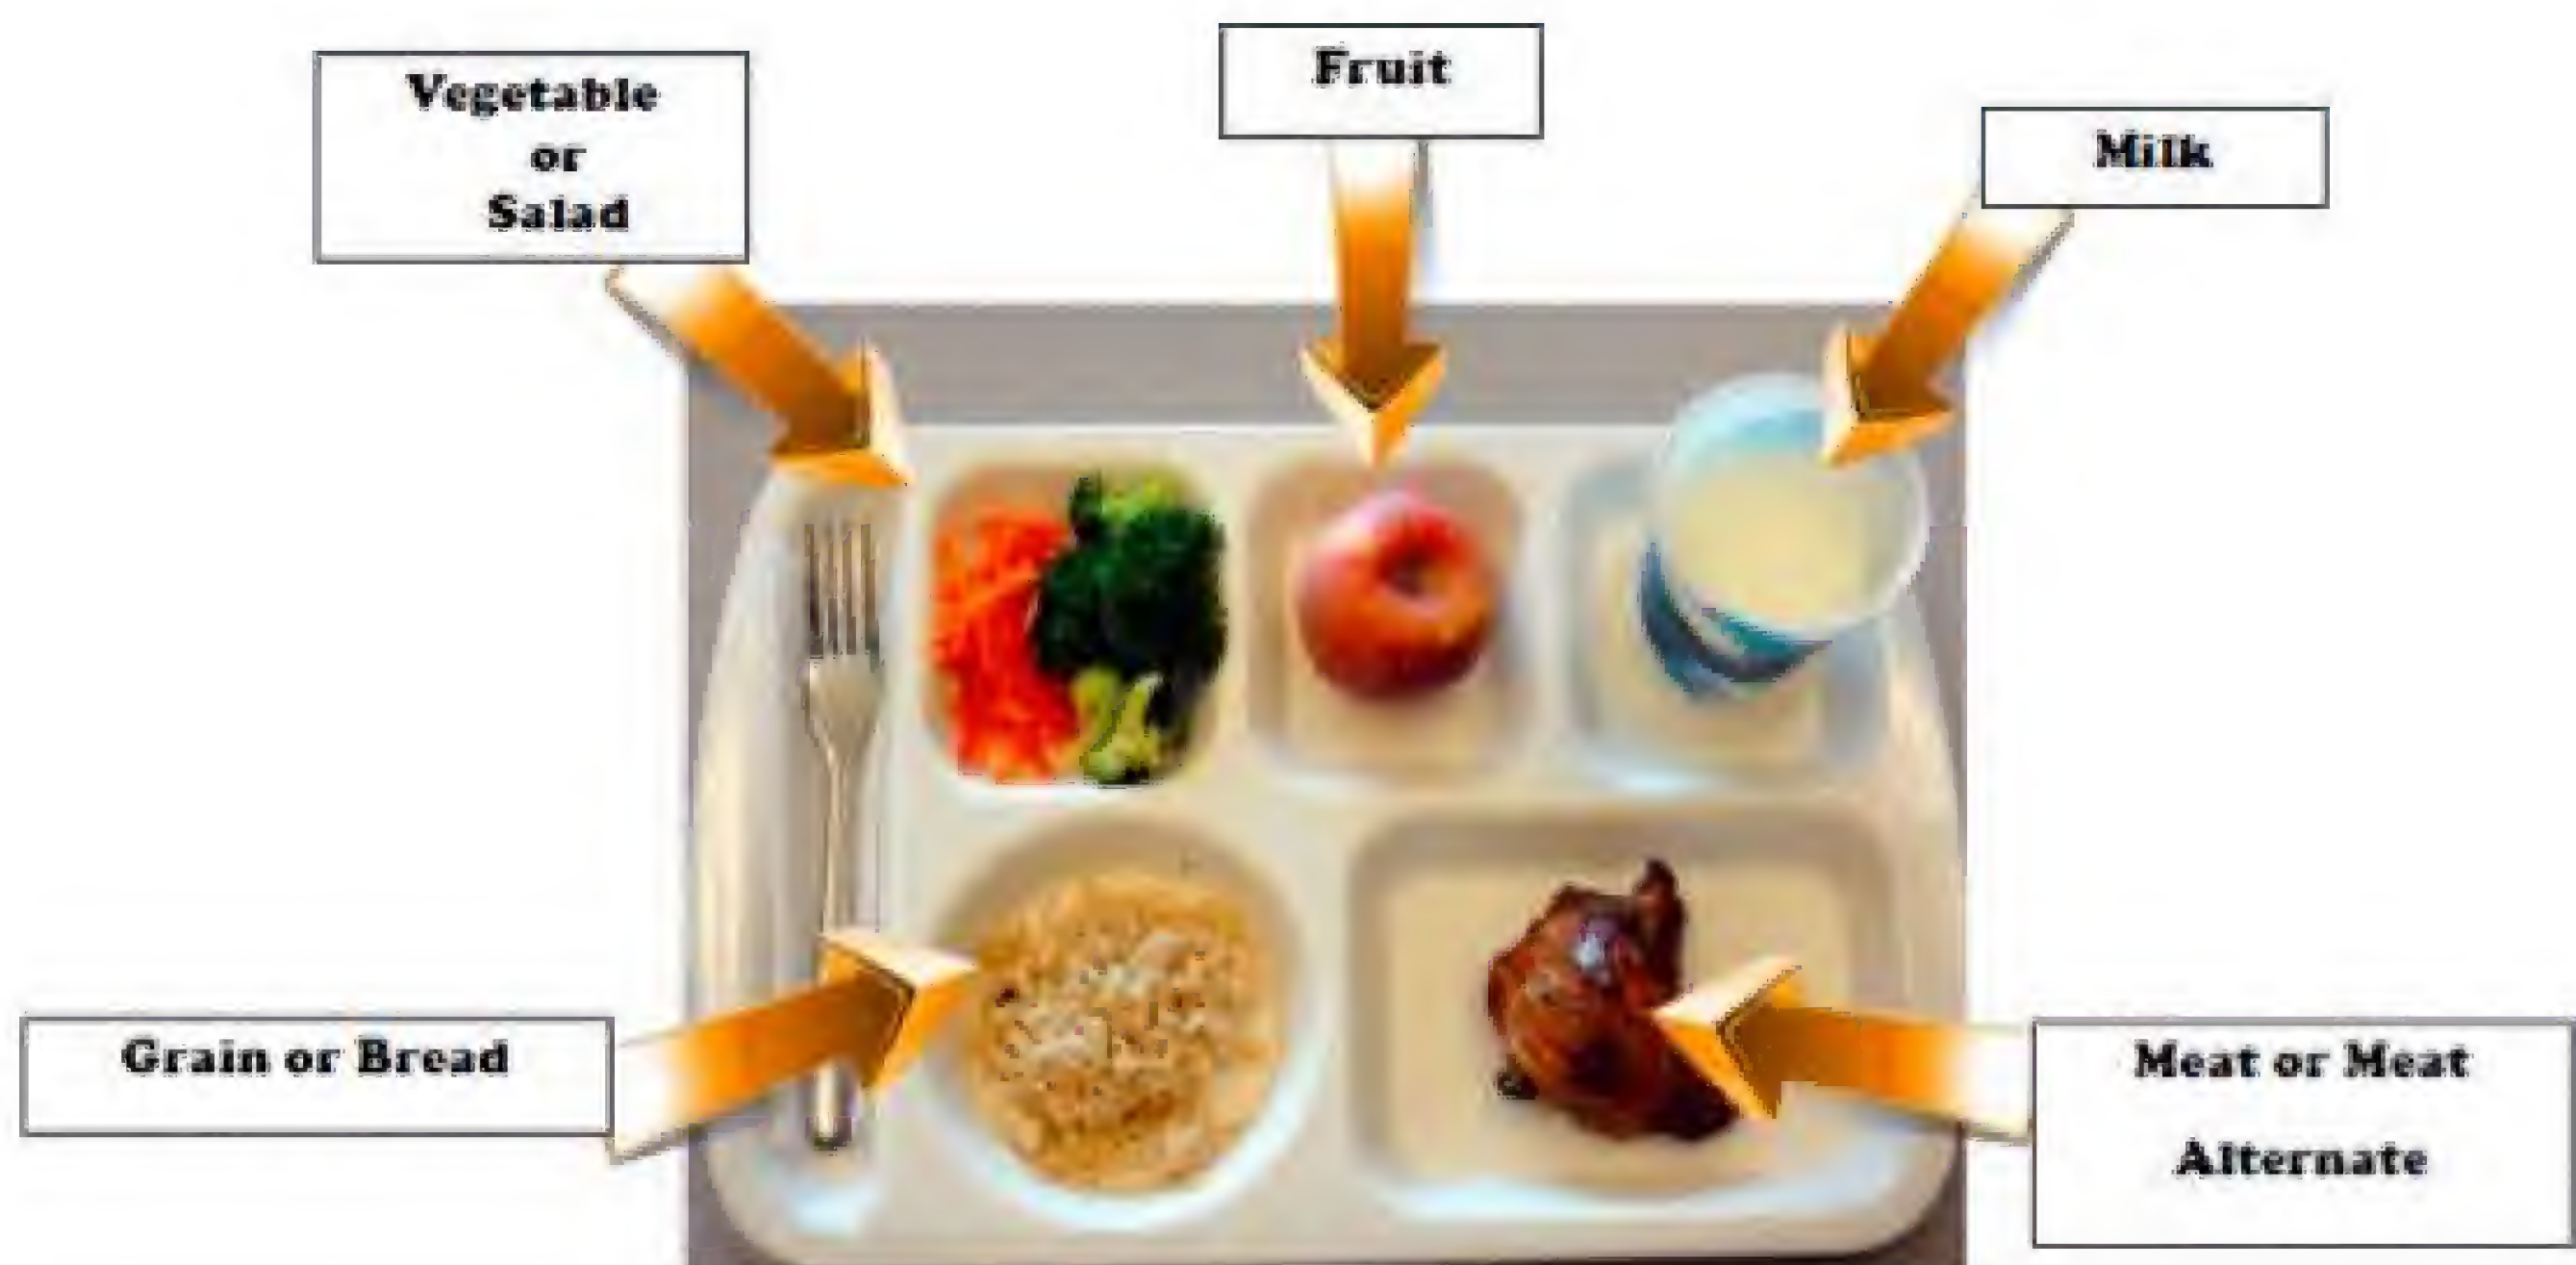 Vegetable
or
Salad
Fruit
Milk
Grain or Bread
Meat or Meat
Alternate